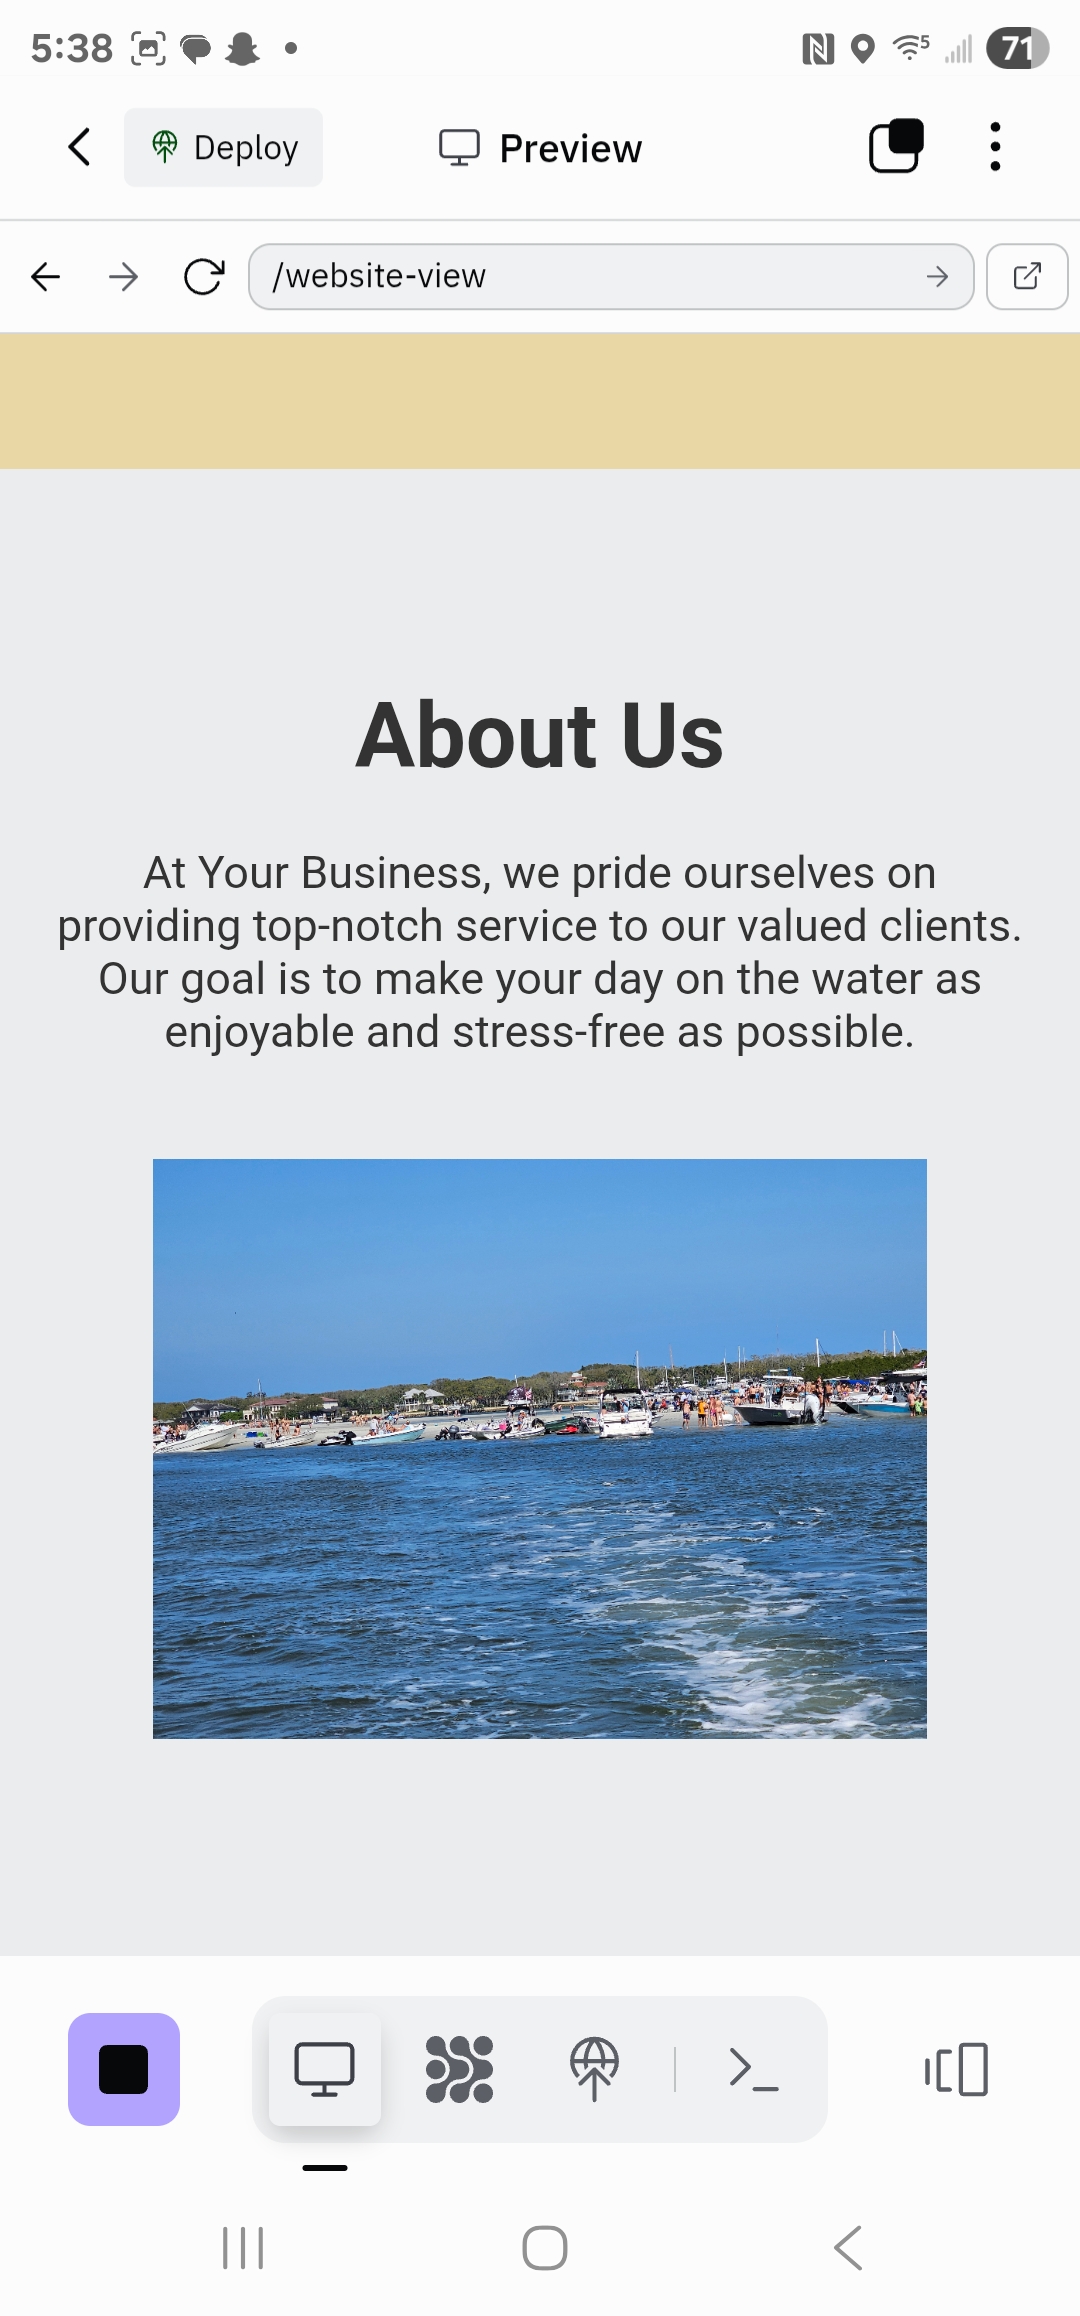 5:38
5
71
Deploy
Preview
/website-view
About Us
At Your Business, we pride ourselves on
providing top-notch service to our valued clients.
Our goal is to make your day on the water as
enjoyable and stress-free as possible.